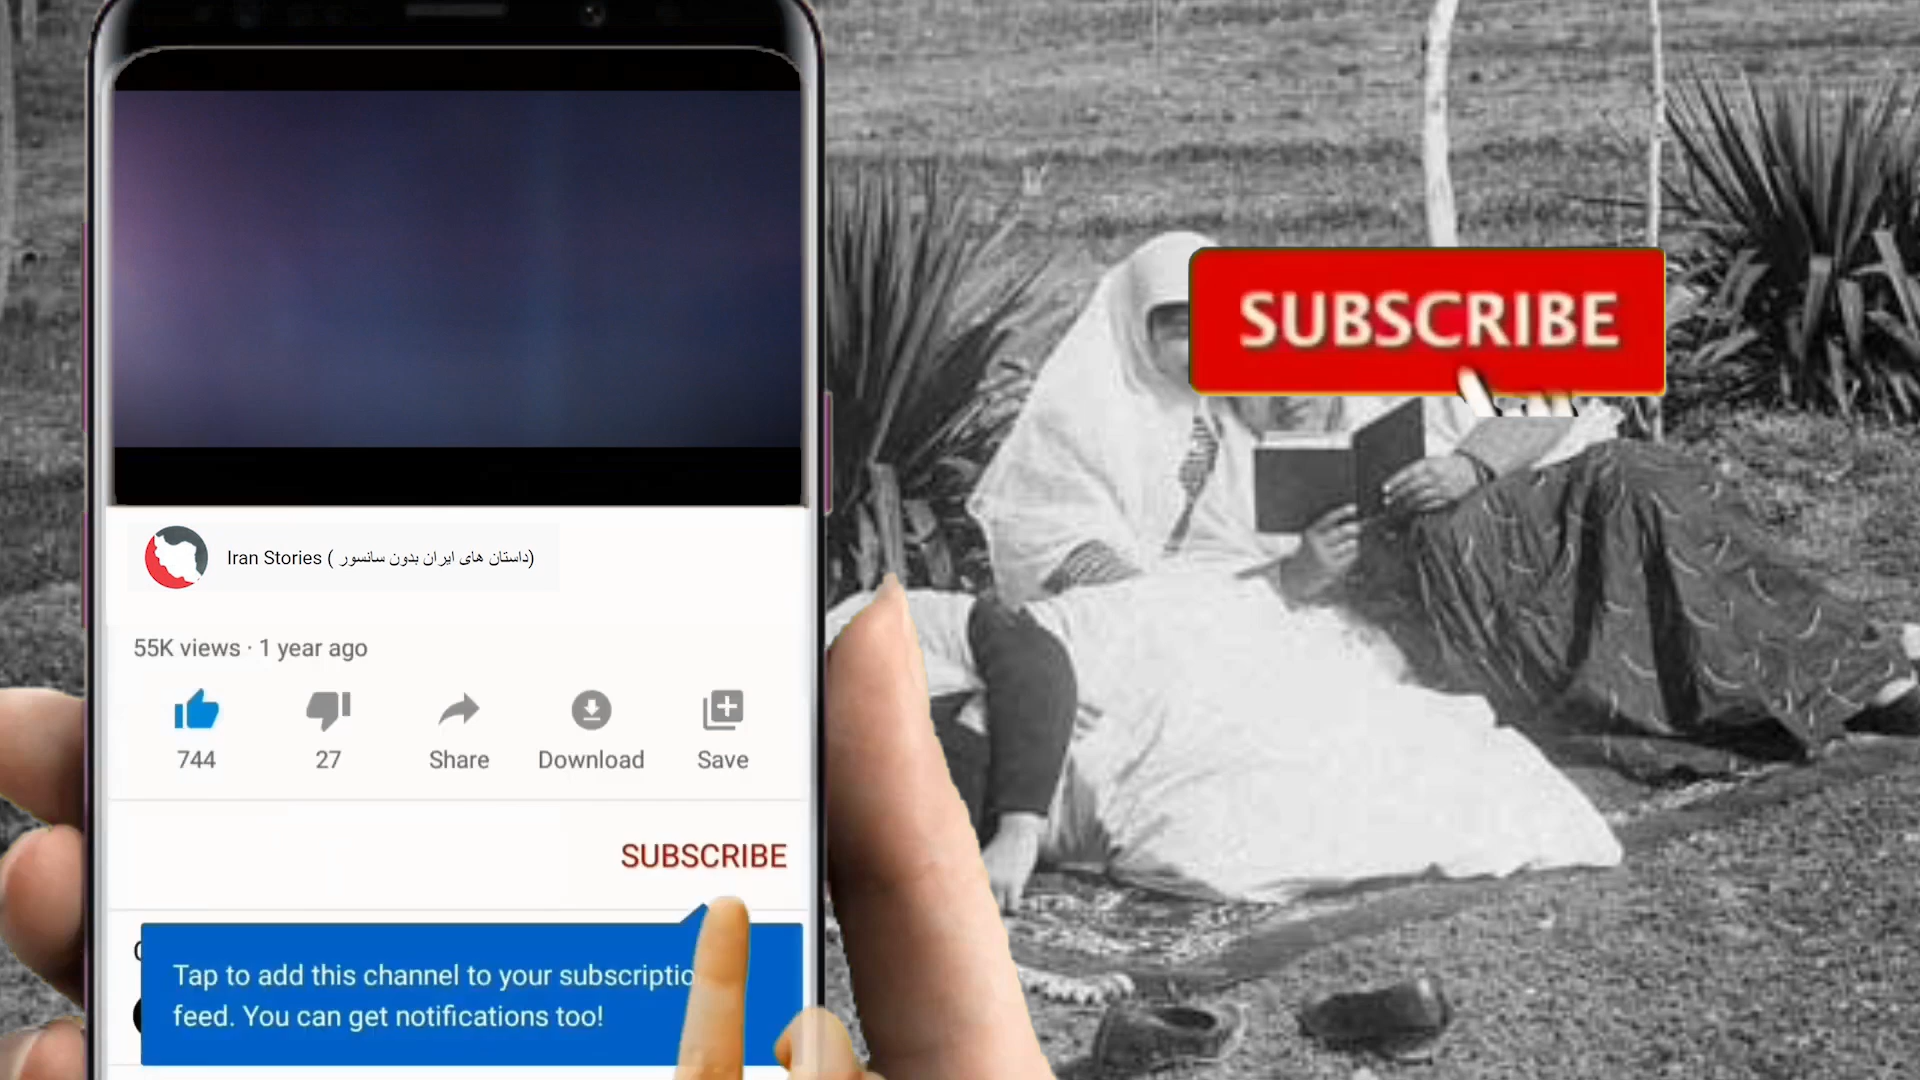 Iran Stories ( داستان های ایران بدون سانسور)
55K views · 1 year ago
744
27
Share
Download
Save
SUBSCRIBE
Tap to add this channel to your subscriptio
feed. You can get notifications too!
SUBSCRIBE